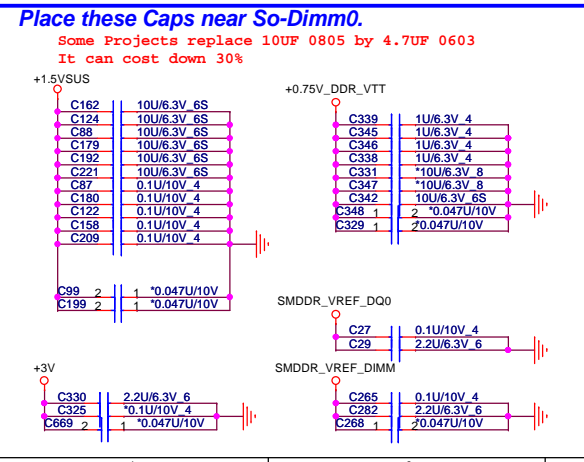 Place these Caps near So-Dimm0.
Some Projects replace 10UF 0805 by 4.7UF 0603
It can cost down 30%
+1.5VSUS
C162 10U/6.3V_6S
C124 10U/6.3V_6S
C88 10U/6.3V_6S
C179 10U/6.3V_6S
C192 10U/6.3V_6S
C221 10U/6.3V_6S
C87 0.1U/10V_4
C180 0.1U/10V_4
C122 0.1U/10V_4
C158 0.1U/10V_4
C209 0.1U/10V_4
C99 2 1 *0.047U/10V
C199 2 1 *0.047U/10V
+3V
C330 2.2U/6.3V_6
C325 *0.1U/10V_4
C669 2 1 *0.047U/10V
+0.75V_DDR_VTT
C339 1U/6.3V_4
C345 1U/6.3V_4
C346 1U/6.3V_4
C338 1U/6.3V_4
C331 *10U/6.3V_8
C347 *10U/6.3V_8
C342 10U/6.3V_6S
C348 1 2 *0.047U/10V
C329 1 2 *0.047U/10V
SMDDR_VREF_DQ0
C27 0.1U/10V_4
C29 2.2U/6.3V_6
SMDDR_VREF_DIMM
C265 0.1U/10V_4
C282 2.2U/6.3V_6
C268 1 2 *0.047U/10V